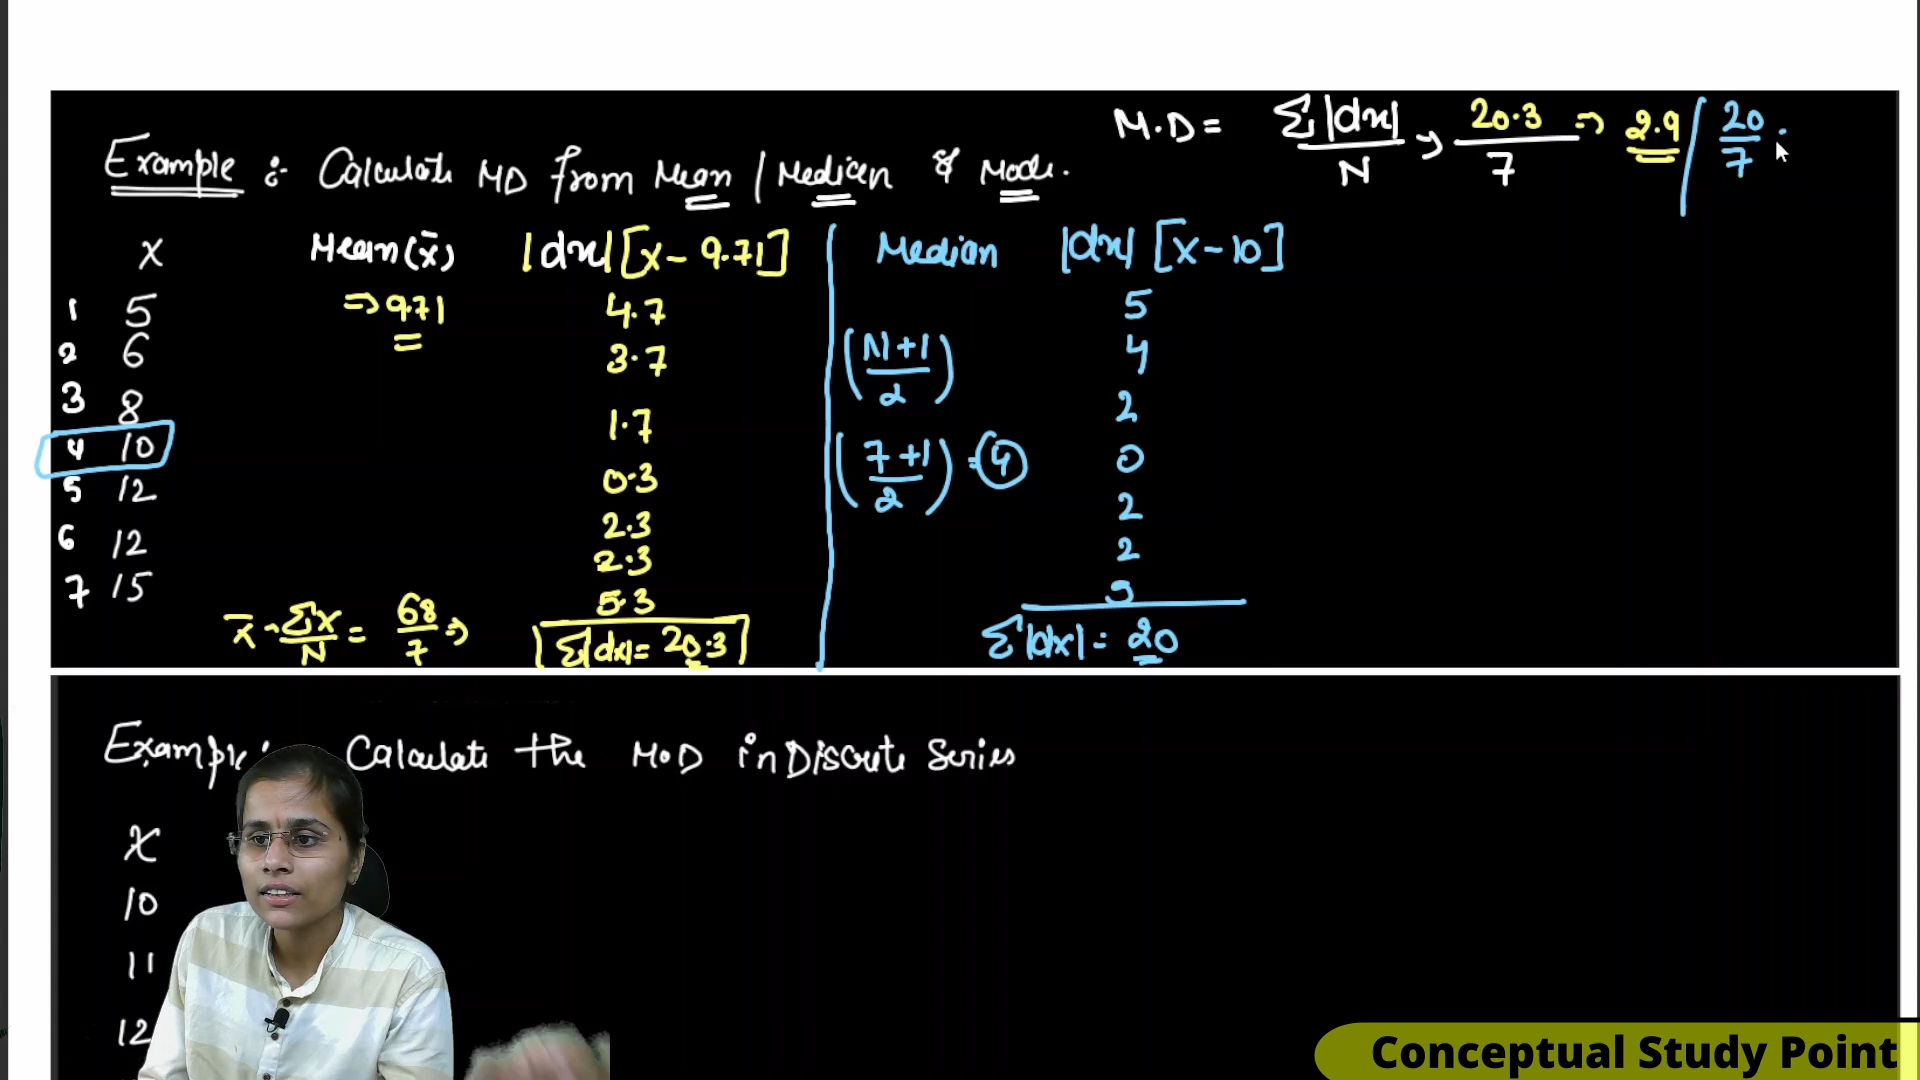 M.D = Σ|dx| / N → 20.3 / 7 ⇒ 2.9 / 20 / 7 =
Example :- Calculate MD from Mean / Median & Mode.
X Mean (x̄) |dx| [x - 9.71] Median |dx| [x - 10]
1 5 ⇒ 9.71 4.7 5
2 6 3.7 (N+1 / 2) 4
3 8 1.7 2
4 10 0.3 (7+1 / 2) = 4 0
5 12 2.3 2
6 12 2.3 2
7 15 5.3 5
x̄ = Σx / N = 68 / 7 ⇒ Σ|dx| = 20.3 Σ|dx| = 20
Example : Calculate the M.D in Discrete Series
X
10
11
12
Conceptual Study Point